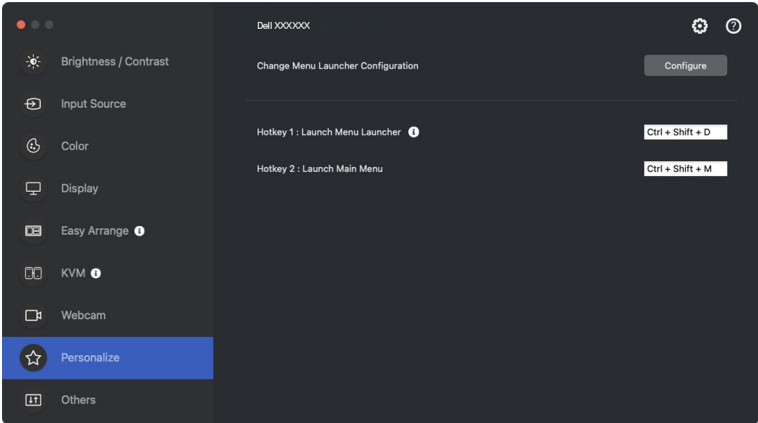 Dell XXXXXX
Brightness / Contrast
Change Menu Launcher Configuration
Configure
Input Source
Hotkey 1 : Launch Menu Launcher
Ctrl + Shift + D
Color
Hotkey 2 : Launch Main Menu
Ctrl + Shift + M
Display
Easy Arrange
KVM
Webcam
Personalize
Others